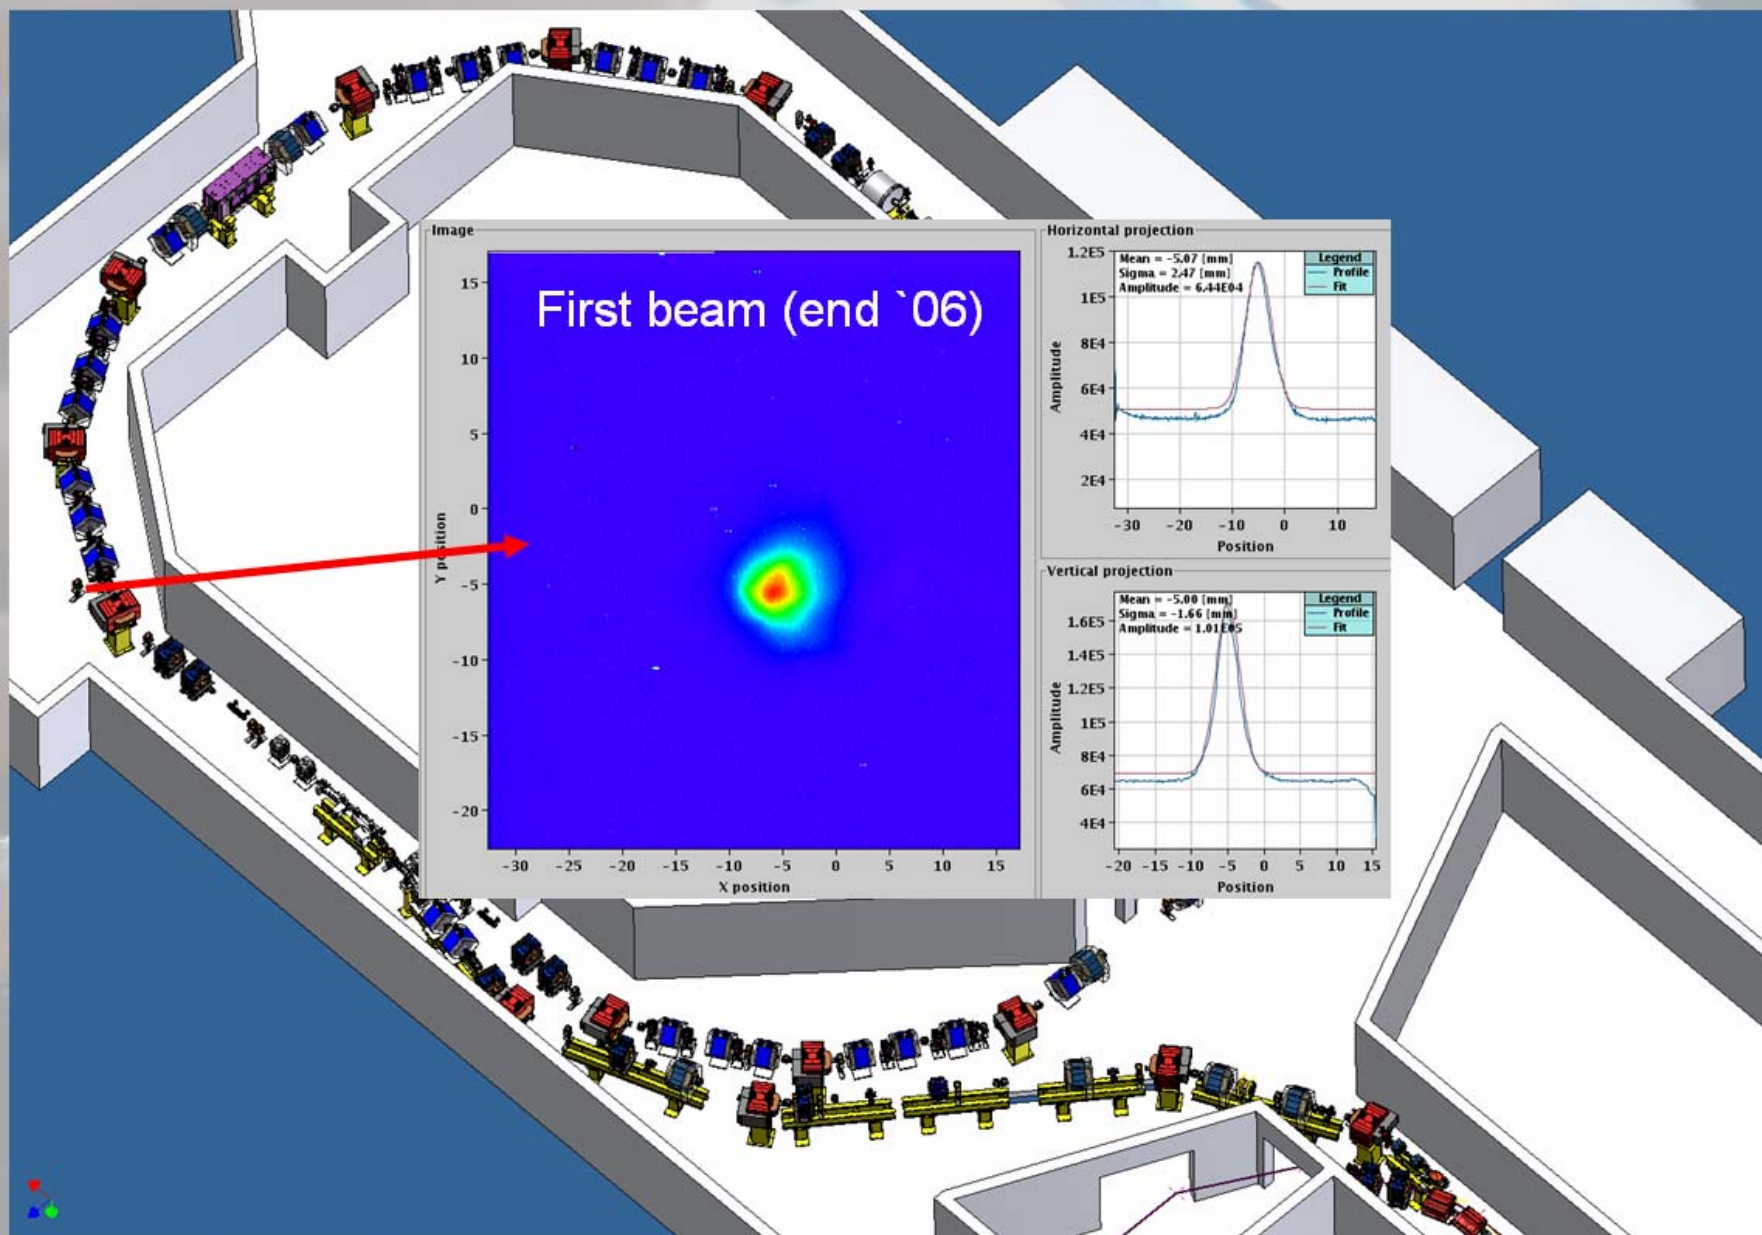 Image
First beam (end `06)
15
10
5
0
-5
-10
-15
-20
Y position
-30 -25 -20 -15 -10 -5 0 5 10 15
X position
Horizontal projection
Mean = -5.07 [mm]
Sigma = 2.47 [mm]
Amplitude = 6.44E04
Legend
Profile
Fit
1.2E5
1E5
8E4
6E4
4E4
2E4
Amplitude
-30 -20 -10 0 10
Position
Vertical projection
Mean = -5.00 [mm]
Sigma = -1.66 [mm]
Amplitude = 1.01E05
Legend
Profile
Fit
1.6E5
1.4E5
1.2E5
1E5
8E4
6E4
4E4
Amplitude
-20 -15 -10 -5 0 5 10 15
Position